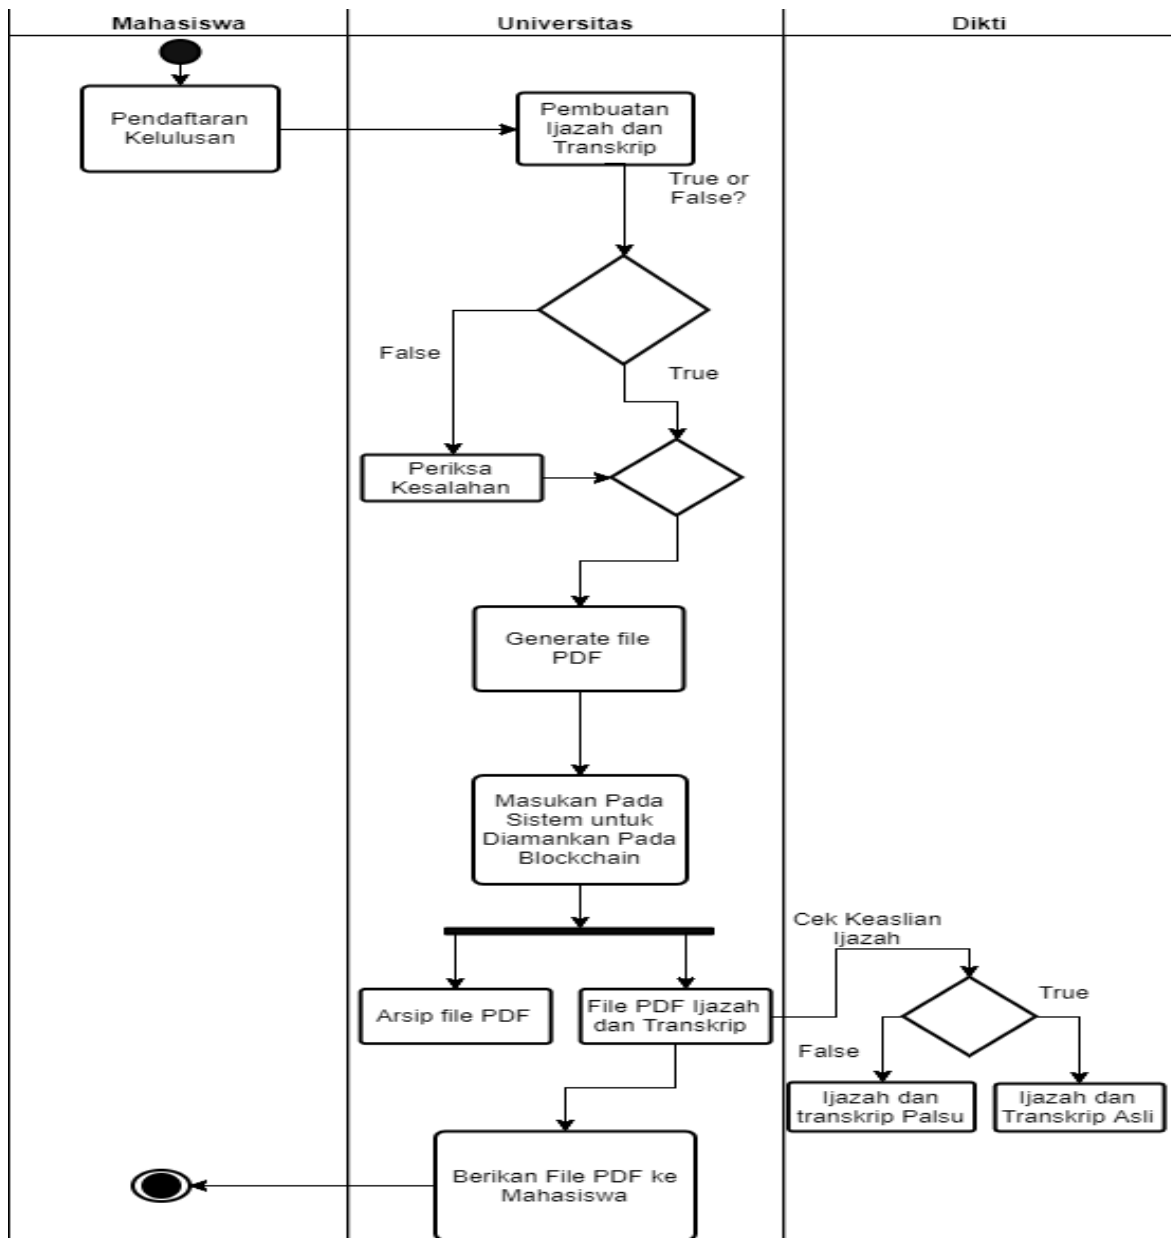 Mahasiswa
Universitas
Dikti
Pendaftaran
Kelulusan
Pembuatan
Ijazah dan
Transkrip
True or
False?
False
True
Periksa
Kesalahan
Generate file
PDF
Masukan Pada
Sistem untuk
Diamankan Pada
Blockchain
Cek Keaslian
Ijazah
Arsip file PDF
File PDF Ijazah
dan Transkrip
True
False
Ijazah dan
transkrip Palsu
Ijazah dan
Transkrip Asli
Berikan File PDF ke
Mahasiswa